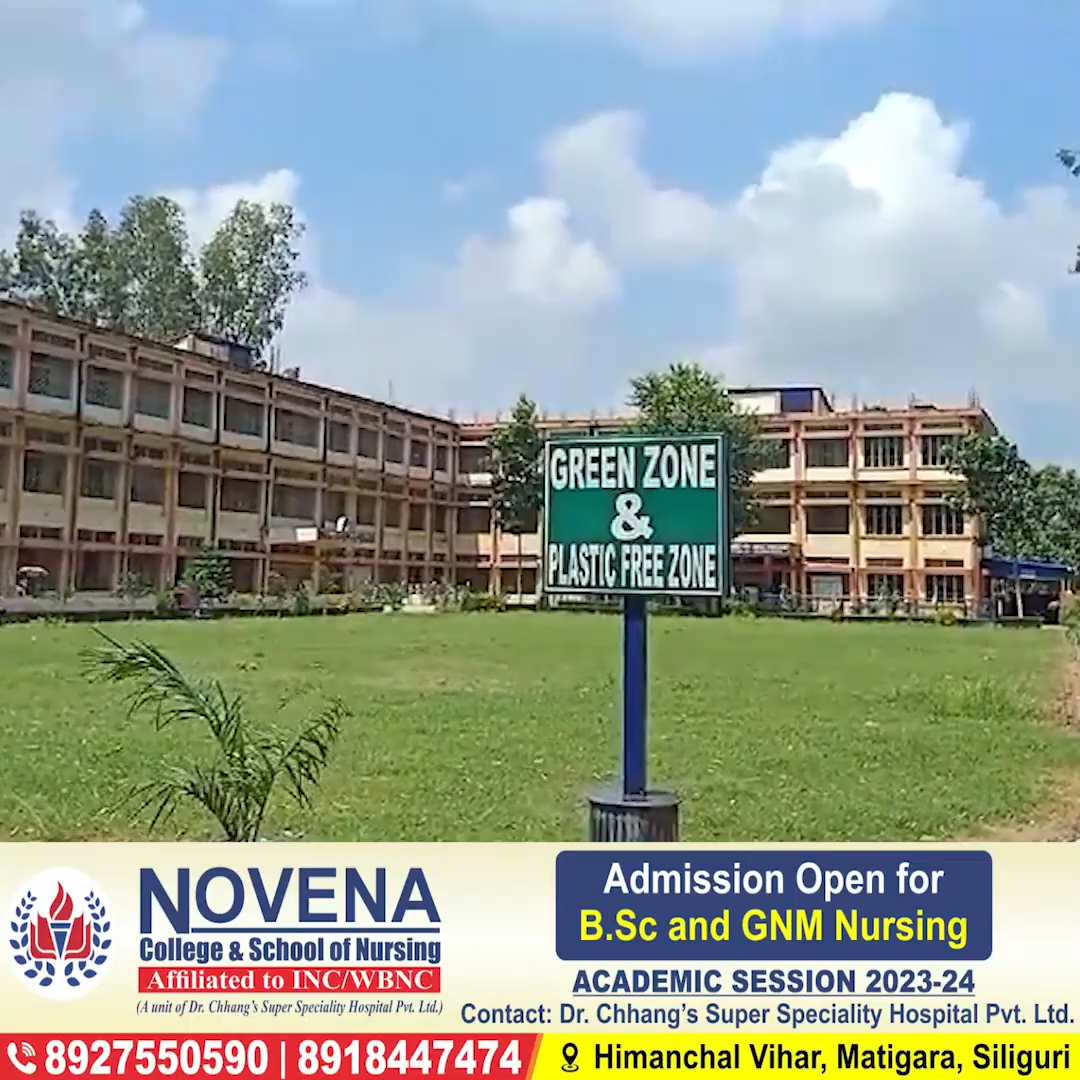 GREEN ZONE
&
PLASTIC FREE ZONE
NOVENA
College & School of Nursing
Affiliated to INC/WBNC
(A unit of Dr. Chhang's Super Speciality Hospital Pvt. Ltd.)
Admission Open for
B.Sc and GNM Nursing
ACADEMIC SESSION 2023-24
Contact: Dr. Chhang's Super Speciality Hospital Pvt. Ltd.
8927550590 | 8918447474
Himanchal Vihar, Matigara, Siliguri